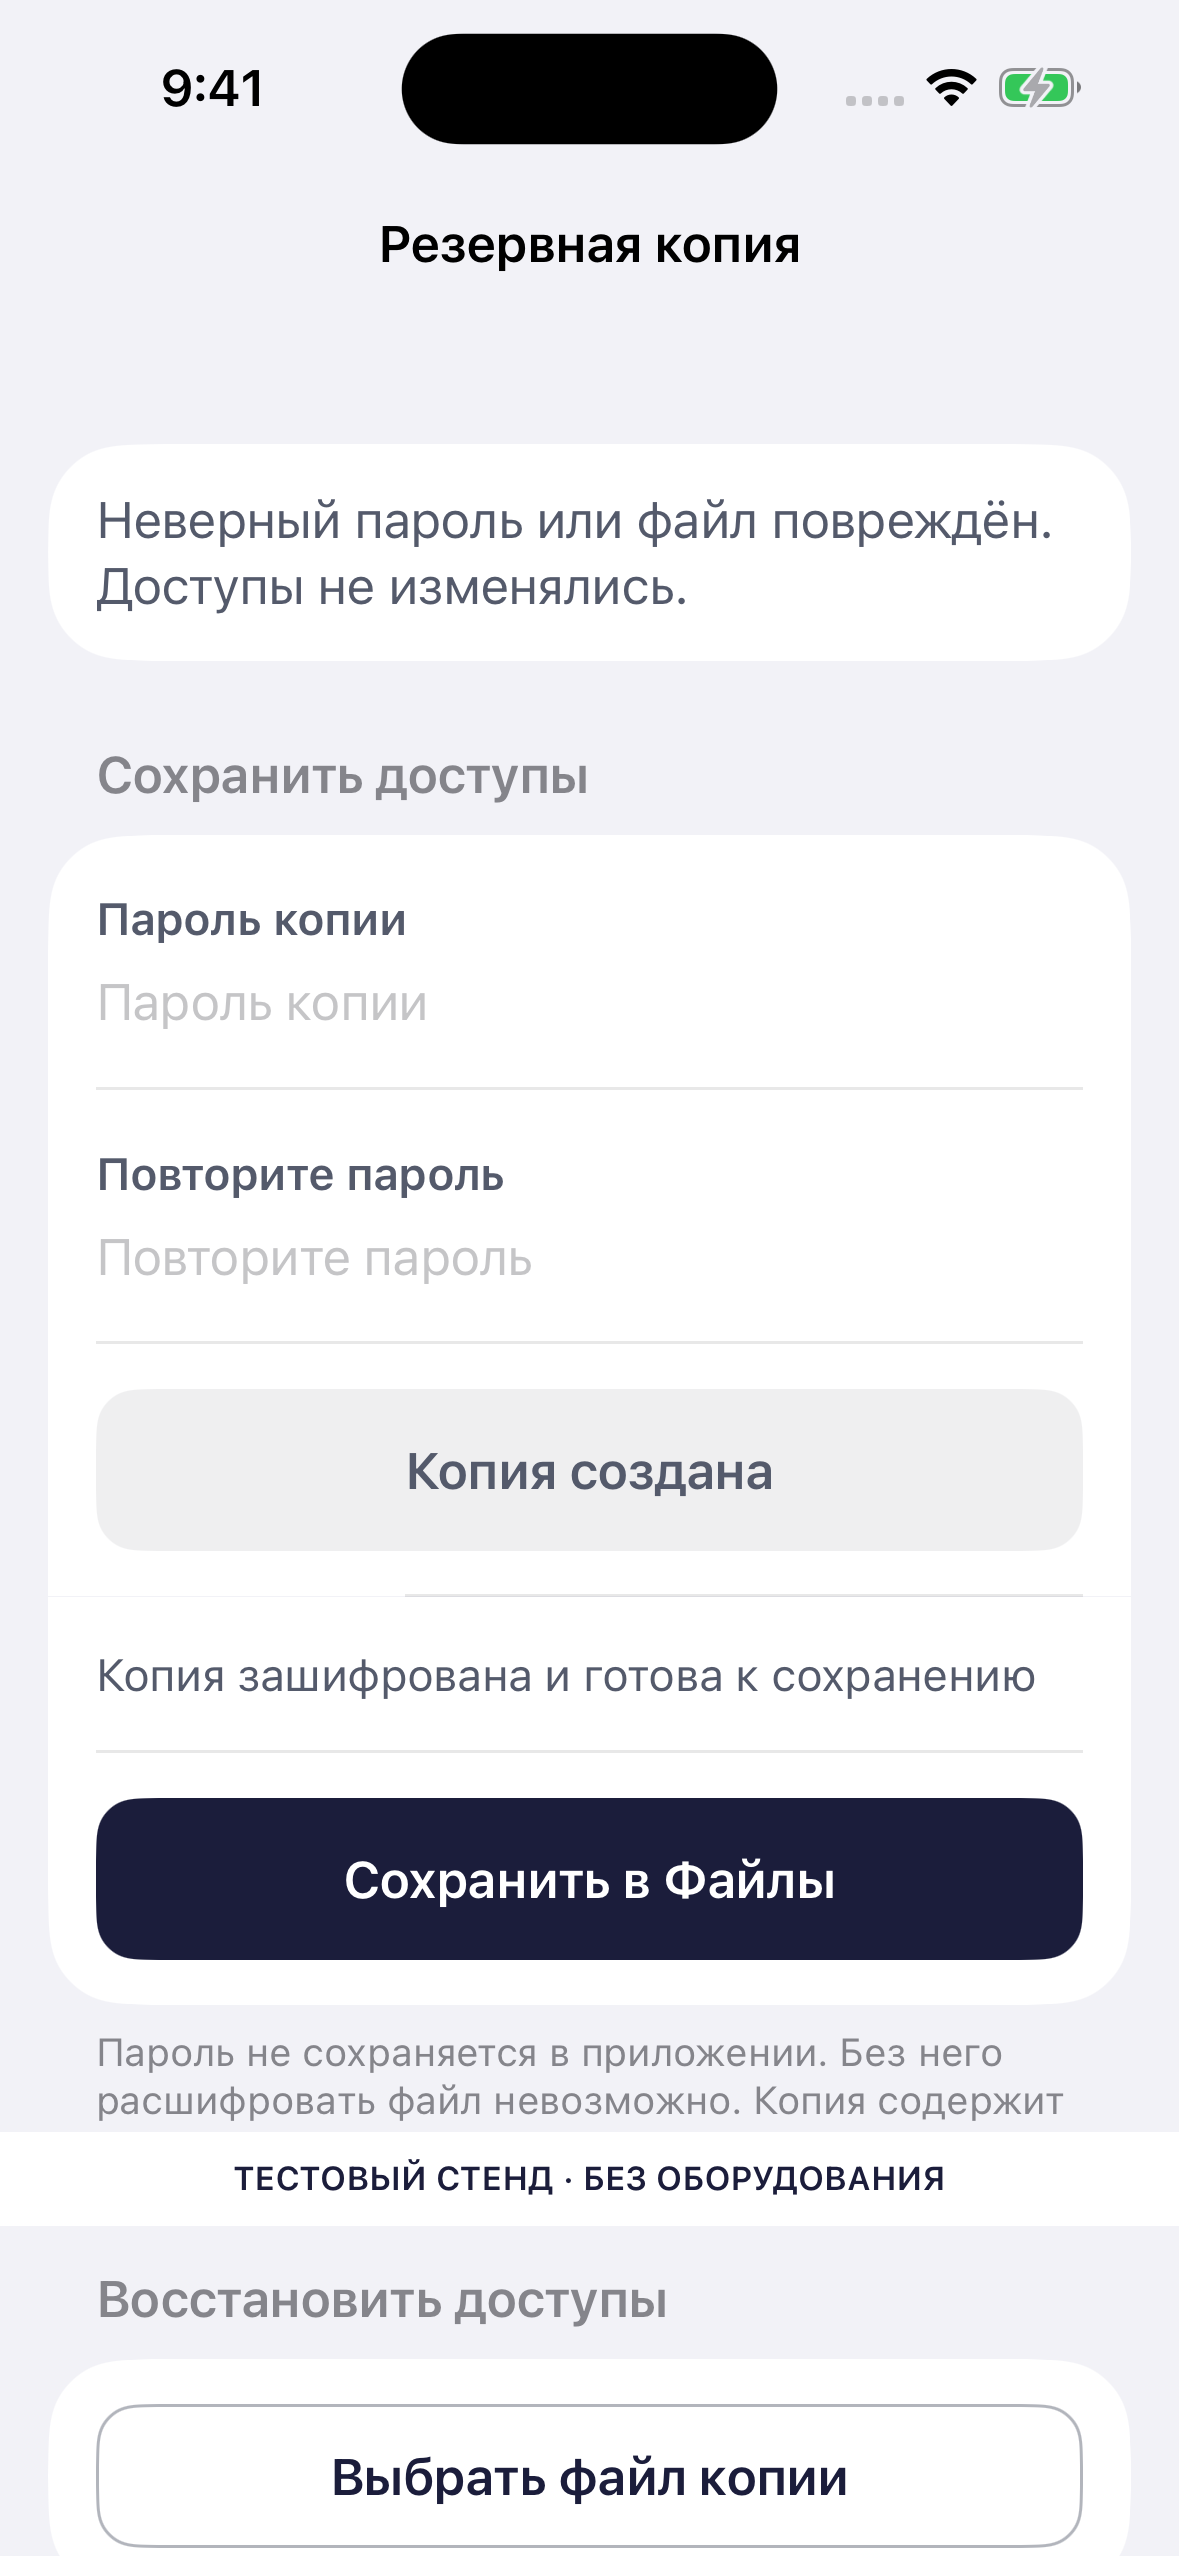 9:41
Резервная копия
Неверный пароль или файл повреждён.
Доступы не изменялись.
Сохранить доступы
Пароль копии
Пароль копии
Повторите пароль
Повторите пароль
Копия создана
Копия зашифрована и готова к сохранению
Сохранить в Файлы
Пароль не сохраняется в приложении. Без него
расшифровать файл невозможно. Копия содержит
ТЕСТОВЫЙ СТЕНД · БЕЗ ОБОРУДОВАНИЯ
Восстановить доступы
Выбрать файл копии